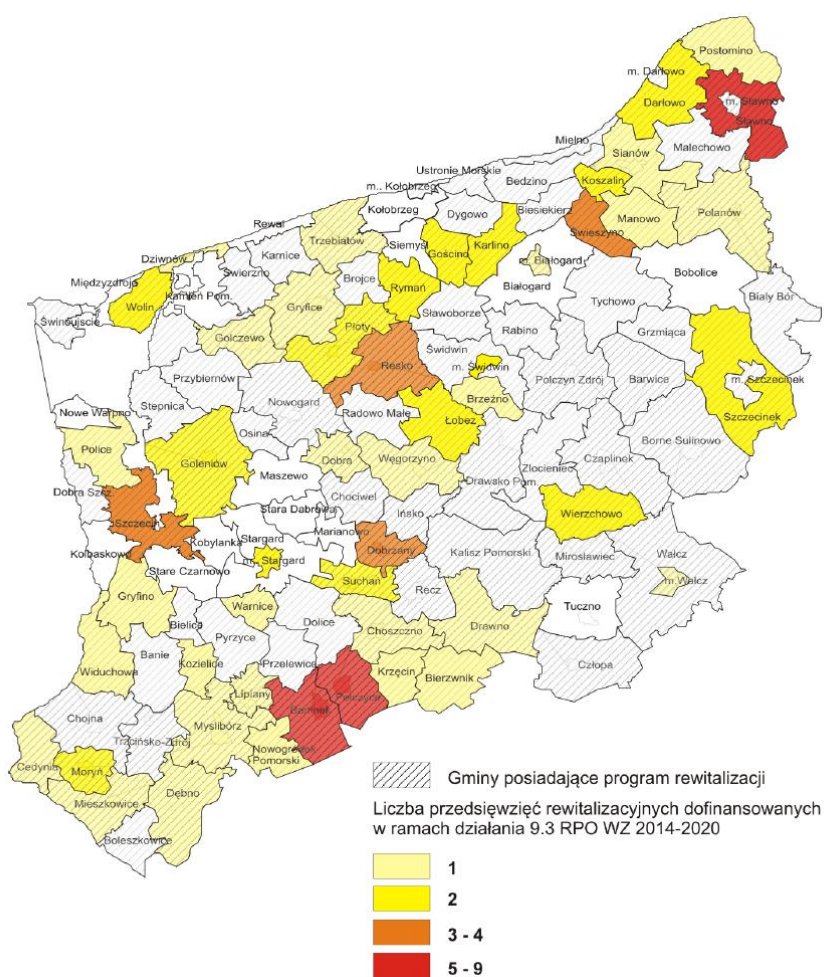 Postomino
m. Darłowo
Darłowo
m. Sławno
Sławno
Malechowo
Mielno
Sianów
Ustronie Morskie
Będzino
Koszalin
m.. Kołobrzeg
Kołobrzeg
Dygowo
Biesiekierz
Manowo
Polanów
Świeszyno
Rewal
Trzebiatów
Siemyśl
Gościno
Karlino
Dziwnów
Karnice
m. Białogard
Międzyzdroje
Świerzno
Brojce
Rymań
Białogard
Bobolice
Kamień Pom.
Wolin
Gryfice
Tychowo
Biały Bór
Świnoujście
Sławoborze
Płoty
Rąbino
Grzmiąca
Golczewo
Świdwin
Resko
m. Świdwin
Połczyn Zdrój
Barwice
m. Szczecinek
Przybiernów
Brzeżno
Nowe Warpno
Stepnica
Nowogard
Radowo Małe
Szczecinek
Łobez
Osina
Borne Sulinowo
Police
Goleniów
Dobra
Węgorzyno
Złocieniec
Czaplinek
Maszewo
Drawsko Pom.
Dobra Szcz.
Chociwel
Stara Dąbrowa
Ińsko
Wierzchowo
Szczecin
Marianowo
Kobylanka
Stargard
Dobrzany
Kołbaskowo
m. Stargard
Kalisz Pomorski
Mirosławiec
Wałcz
Stare Czarnowo
Suchań
m.Wałcz
Gryfino
Recz
Warnice
Tuczno
Bielice
Dolice
Choszczno
Drawno
Pyrzyce
Banie
Kozielice
Przelewice
Człopa
Widuchowa
Krzęcin
Bierzwnik
Lipiany
Pełczyce
Barlinek
Chojna
Myślibórz
Trzcińsko-Zdrój
Nowogródek
Pomorski
Cedynia
Moryń
Dębno
Mieszkowice
Boleszkowice
Gminy posiadające program rewitalizacji
Liczba przedsięwzięć rewitalizacyjnych dofinansowanych
w ramach działania 9.3 RPO WZ 2014-2020
1
2
3 - 4
5 - 9